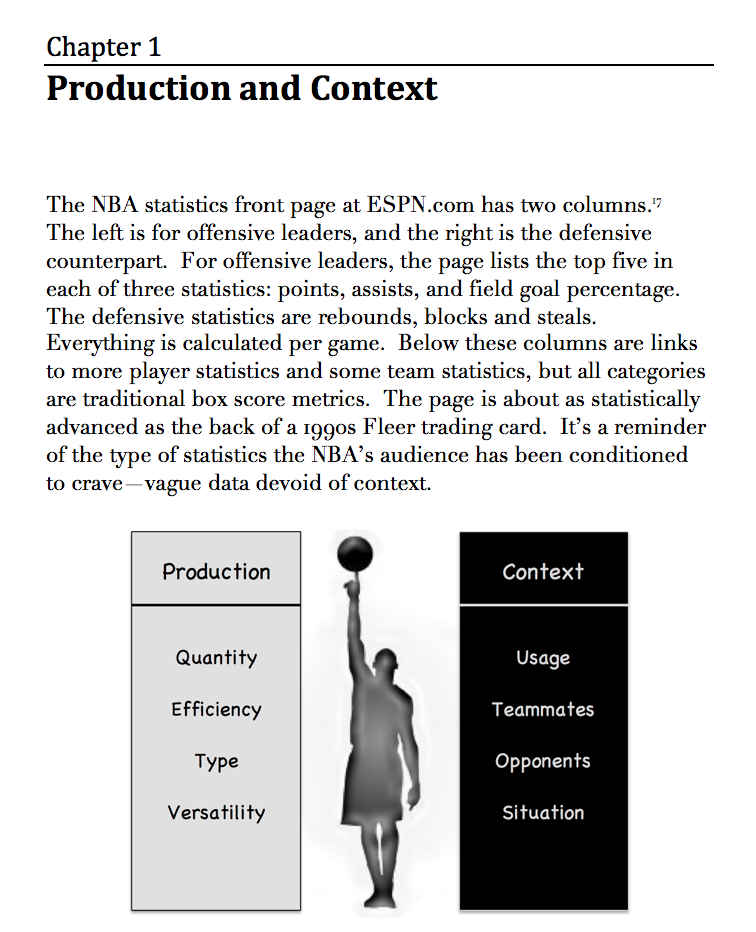 Chapter 1
Production and Context
The NBA statistics front page at ESPN.com has two columns.17
The left is for offensive leaders, and the right is the defensive
counterpart.  For offensive leaders, the page lists the top five in
each of three statistics: points, assists, and field goal percentage.
The defensive statistics are rebounds, blocks and steals.
Everything is calculated per game.  Below these columns are links
to more player statistics and some team statistics, but all categories
are traditional box score metrics.  The page is about as statistically
advanced as the back of a 1990s Fleer trading card.  It’s a reminder
of the type of statistics the NBA’s audience has been conditioned
to crave—vague data devoid of context.
Production
Quantity
Efficiency
Type
Versatility
Context
Usage
Teammates
Opponents
Situation